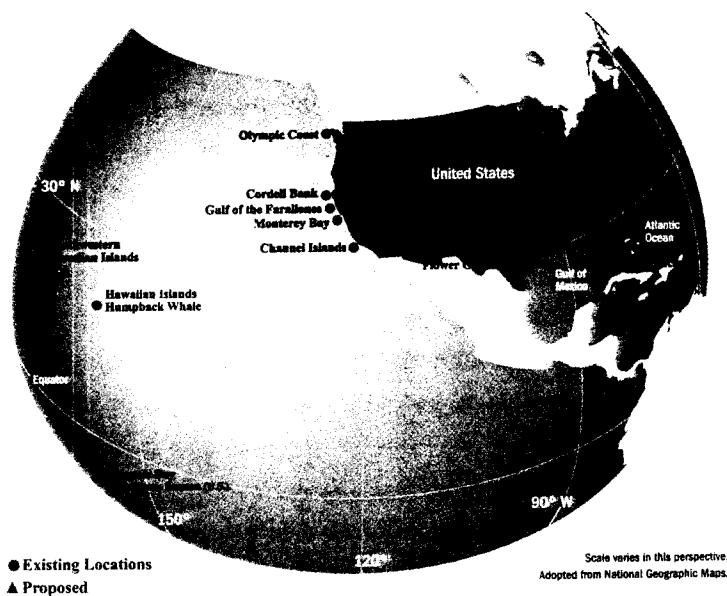 Olympic Coast
United States
30° N
Cordell Bank
Gulf of the Farallones
Monterey Bay
Atlantic
Ocean
Channel Islands
Islands
Flower
Gulf of
Mexico
Hawaiian Islands
Humpback Whale
Equator
150°
90° W
120°
Existing Locations
Proposed
Scale varies in this perspective.
Adopted from National Geographic Maps.